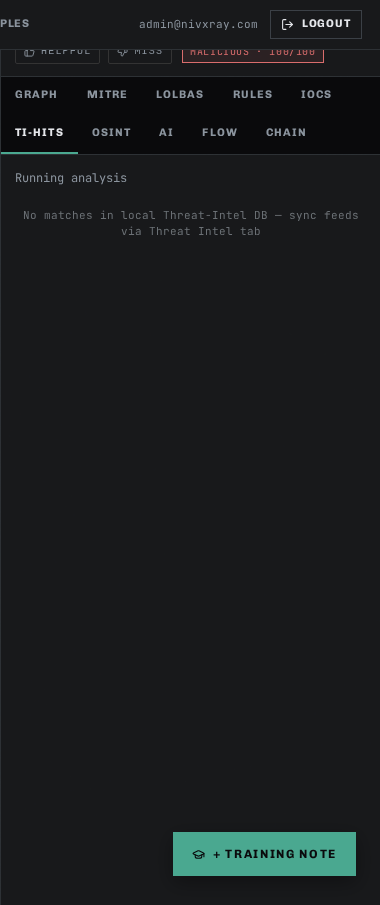 PLES admin@nivxray.com LOGOUT
HELPFUL MISS MALICIOUS · 100/100
GRAPH MITRE LOLBAS RULES IOCS
TI-HITS OSINT AI FLOW CHAIN
Running analysis
No matches in local Threat-Intel DB — sync feeds
via Threat Intel tab
+ TRAINING NOTE